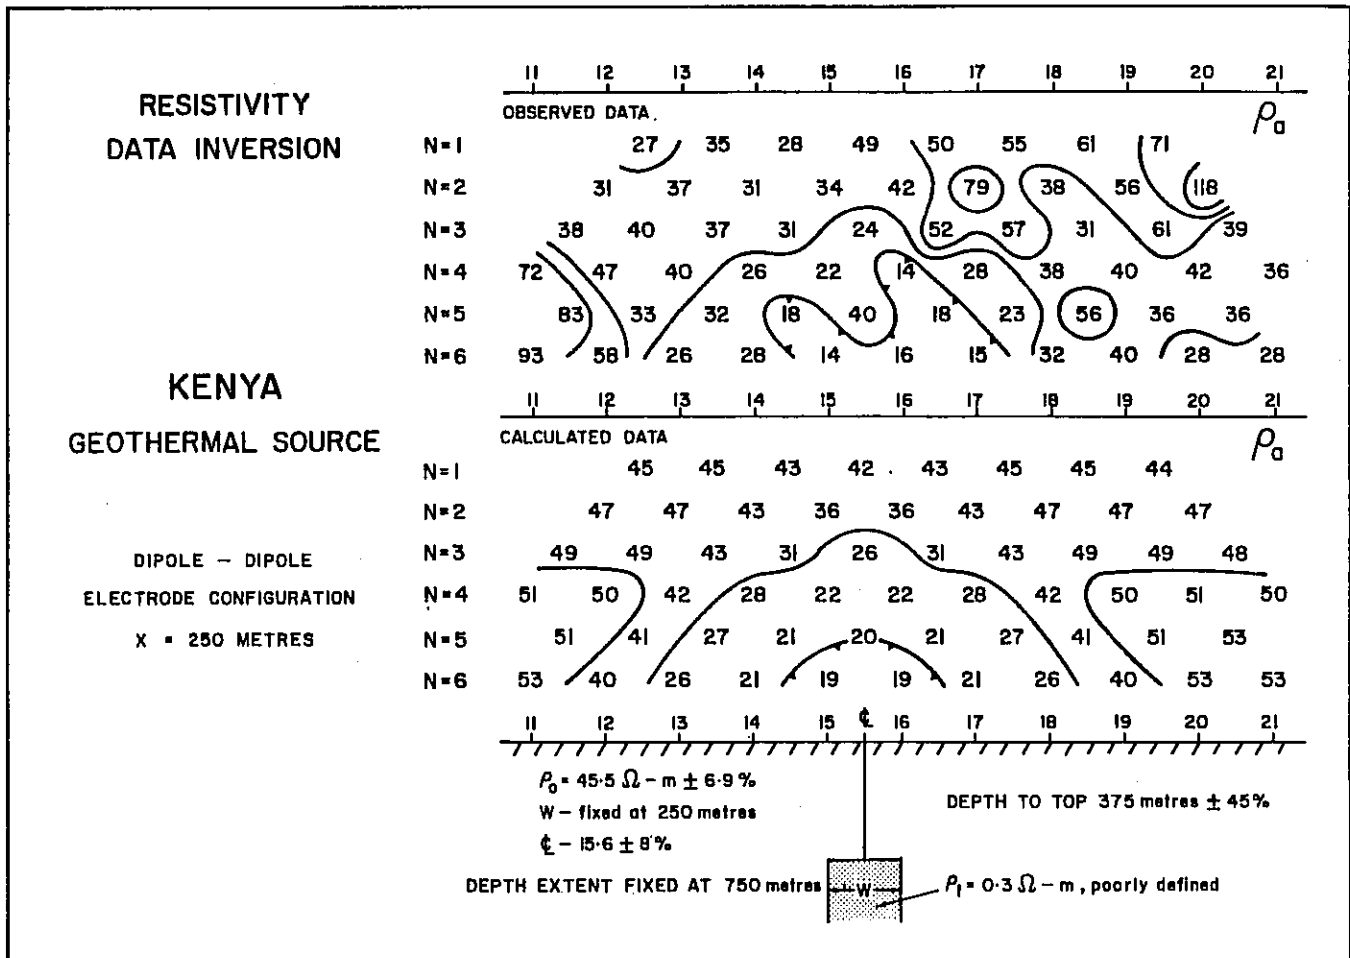 RESISTIVITY
DATA INVERSION
KENYA
GEOTHERMAL SOURCE
DIPOLE – DIPOLE
ELECTRODE CONFIGURATION
X = 250 METRES
11 12 13 14 15 16 17 18 19 20 21
OBSERVED DATA. ρa
N=1 27 35 28 49 50 55 61 71
N=2 31 37 31 34 42 79 38 56 118
N=3 38 40 37 31 24 52 57 31 61 39
N=4 72 47 40 26 22 14 28 38 40 42 36
N=5 83 33 32 18 40 18 23 56 36 36
N=6 93 58 26 28 14 16 15 32 40 28 28
11 12 13 14 15 16 17 18 19 20 21
CALCULATED DATA ρa
N=1 45 45 43 42 43 45 45 44
N=2 47 47 43 36 36 43 47 47 47
N=3 49 49 43 31 26 31 43 49 49 48
N=4 51 50 42 28 22 22 28 42 50 51 50
N=5 51 41 27 21 20 21 27 41 51 53
N=6 53 40 26 21 19 19 21 26 40 53 53
11 12 13 14 15 ℄ 16 17 18 19 20 21
ρo = 45·5 Ω – m ± 6·9 %
W – fixed at 250 metres
℄ – 15·6 ± 8 %
DEPTH TO TOP 375 metres ± 45%
DEPTH EXTENT FIXED AT 750 metres
W
ρ1 = 0·3 Ω – m , poorly defined